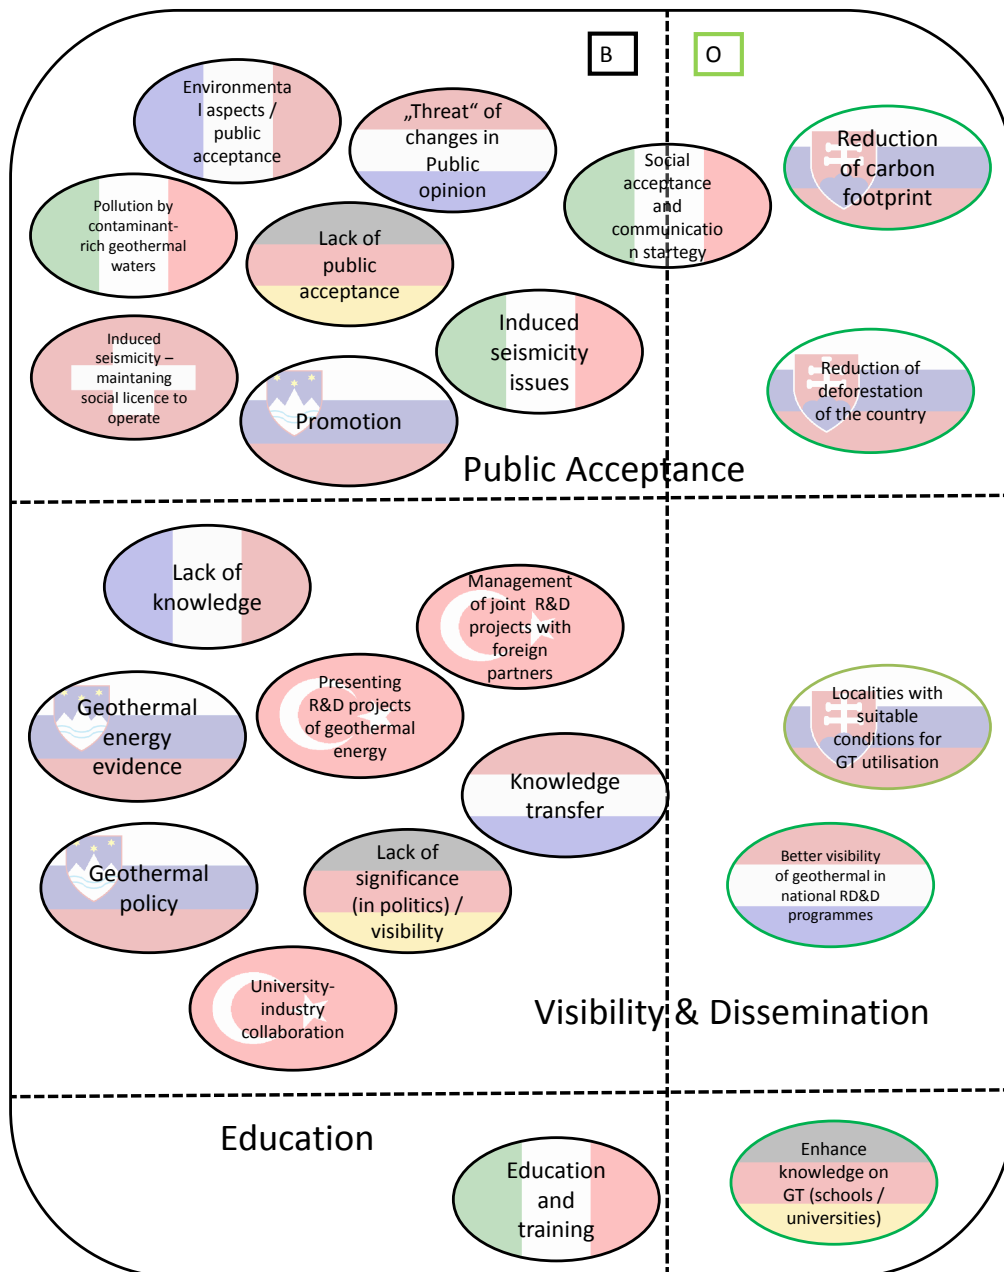 B
O
Environmenta
l aspects /
public
acceptance
„Threat“ of
changes in
Public
opinion
Social
acceptance
and
communicatio
n startegy
Reduction
of carbon
footprint
Pollution by
contaminant-
rich geothermal
waters
Lack of
public
acceptance
Induced
seismicity
issues
Induced
seismicity –
maintaning
social licence to
operate
Promotion
Reduction of
deforestation
of the country
Public Acceptance
Lack of
knowledge
Management
of joint R&D
projects with
foreign
partners
Presenting
R&D projects
of geothermal
energy
Geothermal
energy
evidence
Localities with
suitable
conditions for
GT utilisation
Knowledge
transfer
Geothermal
policy
Lack of
significance
(in politics) /
visibility
Better visibility
of geothermal in
national RD&D
programmes
University-
industry
collaboration
Visibility & Dissemination
Education
Education
and
training
Enhance
knowledge on
GT (schools /
universities)